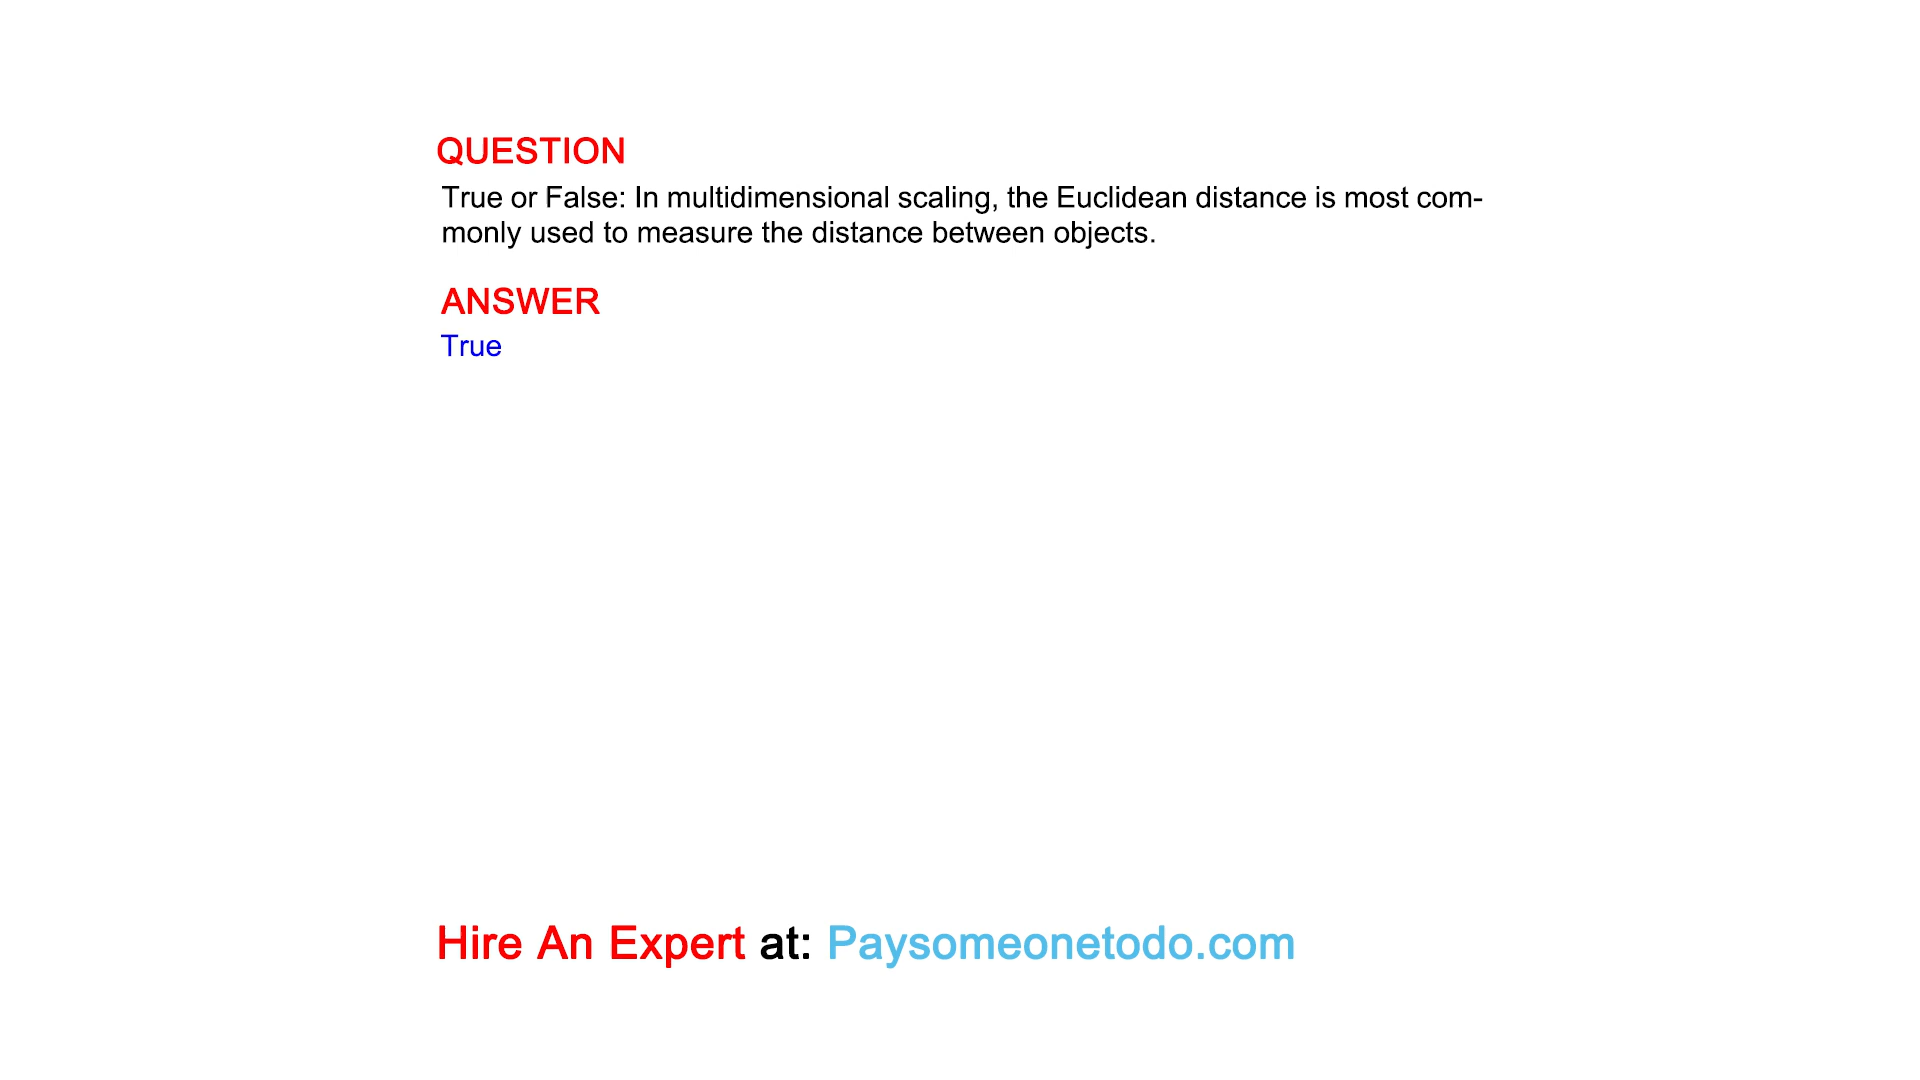 QUESTION
True or False: In multidimensional scaling, the Euclidean distance is most com-
monly used to measure the distance between objects.
ANSWER
True
Hire An Expert at: Paysomeonetodo.com